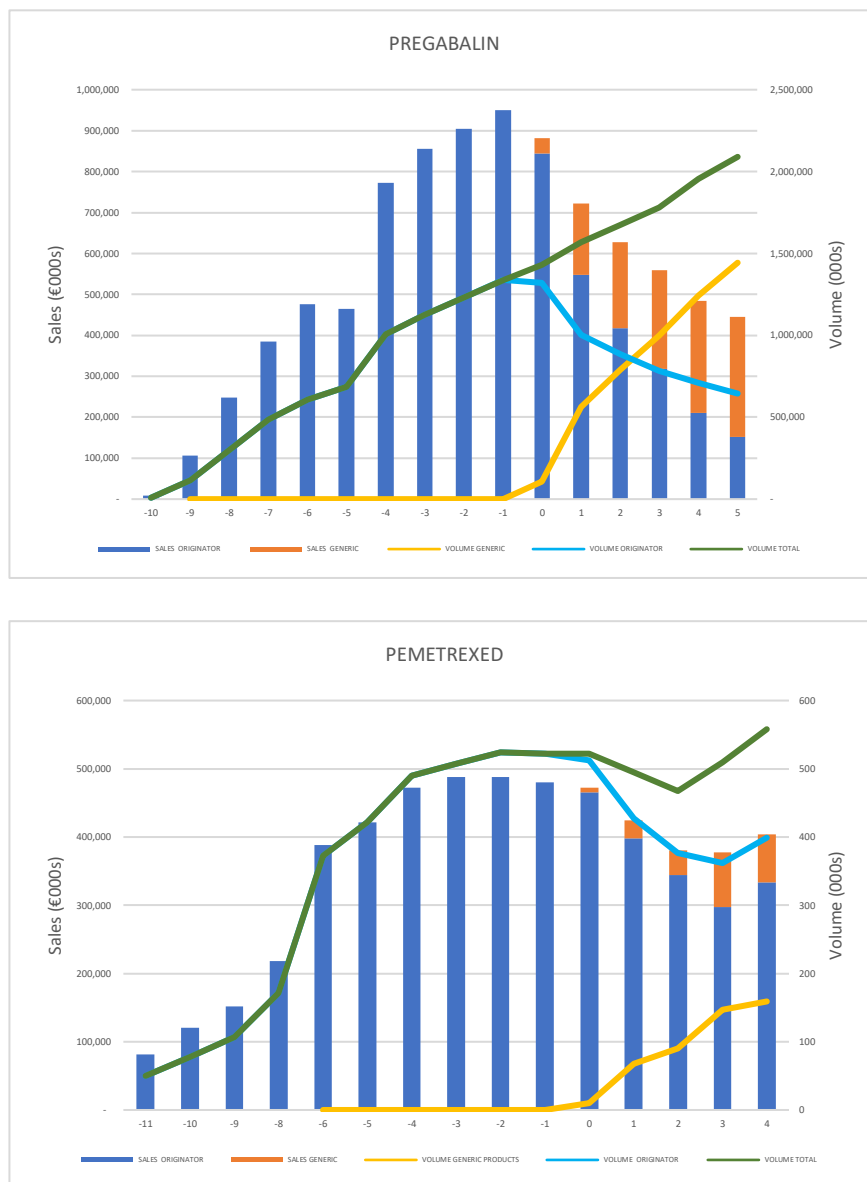 PREGABALIN
1,000,000 2,500,000
900,000
800,000 2,000,000
700,000
600,000 1,500,000
500,000
400,000 1,000,000
300,000
200,000 500,000
100,000
- -
Sales (€000s)
Volume (000s)
-10 -9 -8 -7 -6 -5 -4 -3 -2 -1 0 1 2 3 4 5
SALES ORIGINATOR SALES GENERIC VOLUME GENERIC VOLUME ORIGINATOR VOLUME TOTAL
PEMETREXED
600,000 600
500,000 500
400,000 400
300,000 300
200,000 200
100,000 100
- 0
Sales (€000s)
Volume (000s)
-11 -10 -9 -8 -6 -5 -4 -3 -2 -1 0 1 2 3 4
SALES ORIGINATOR SALES GENERIC VOLUME GENERIC PRODUCTS VOLUME ORIGINATOR VOLUME TOTAL